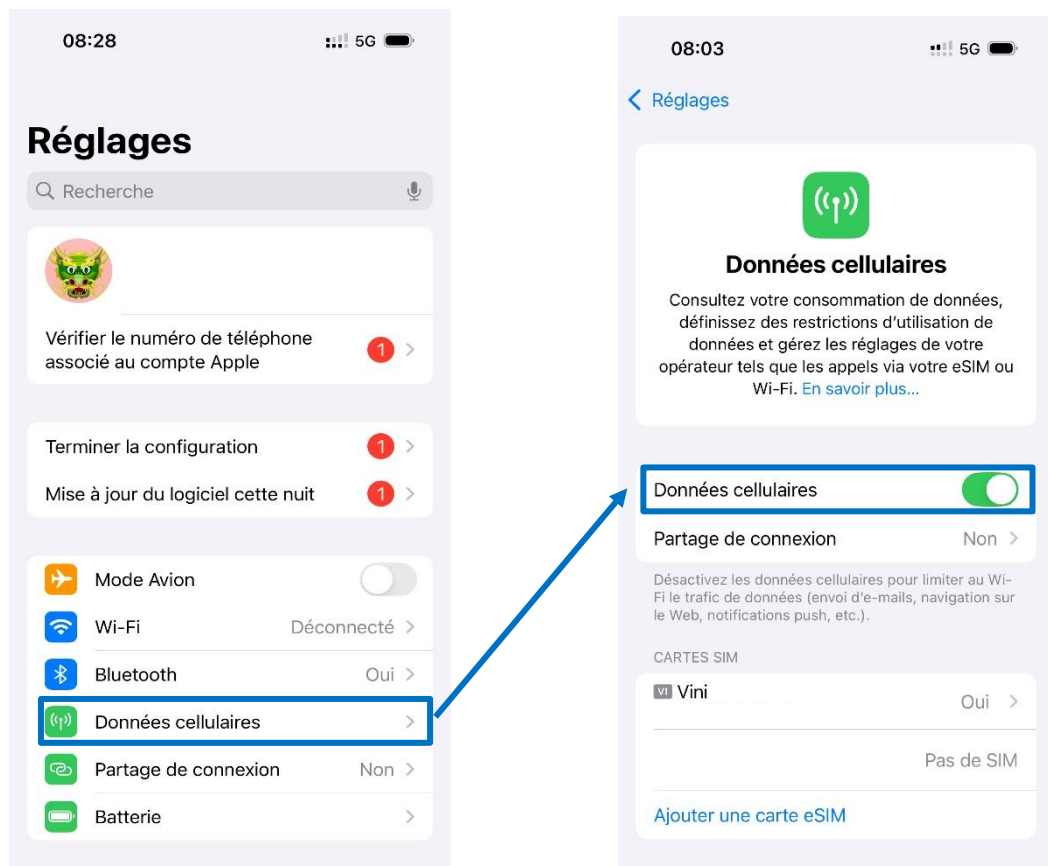 08:28
5G
Réglages
Recherche
Vérifier le numéro de téléphone
associé au compte Apple
1
Terminer la configuration
1
Mise à jour du logiciel cette nuit
1
Mode Avion
Wi-Fi
Déconnecté
Bluetooth
Oui
Données cellulaires
Partage de connexion
Non
Batterie
08:03
5G
Réglages
Données cellulaires
Consultez votre consommation de données,
définissez des restrictions d'utilisation de
données et gérez les réglages de votre
opérateur tels que les appels via votre eSIM ou
Wi-Fi. En savoir plus...
Données cellulaires
Partage de connexion
Non
Désactivez les données cellulaires pour limiter au Wi-
Fi le trafic de données (envoi d'e-mails, navigation sur
le Web, notifications push, etc.).
CARTES SIM
VI Vini
Oui
Pas de SIM
Ajouter une carte eSIM